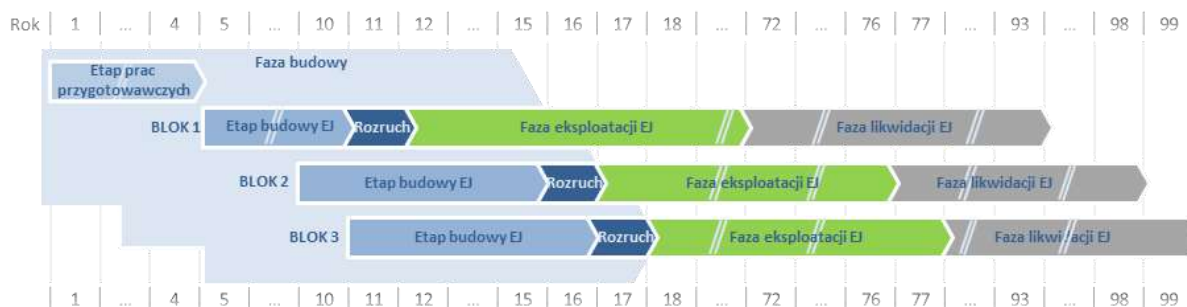 Rok | 1 | ... | 4 | 5 | ... | 10 | 11 | 12 | ... | 15 | 16 | 17 | 18 | ... | 72 | ... | 76 | 77 | ... | 93 | ... | 98 | 99
Faza budowy
Etap prac
przygotowawczych
BLOK 1 Etap budowy EJ Rozruch Faza eksploatacji EJ Faza likwidacji EJ
BLOK 2 Etap budowy EJ Rozruch Faza eksploatacji EJ Faza likwidacji EJ
BLOK 3 Etap budowy EJ Rozruch Faza eksploatacji EJ Faza likwidacji EJ
| 1 | ... | 4 | 5 | ... | 10 | 11 | 12 | ... | 15 | 16 | 17 | 18 | ... | 72 | ... | 76 | 77 | ... | 93 | ... | 98 | 99